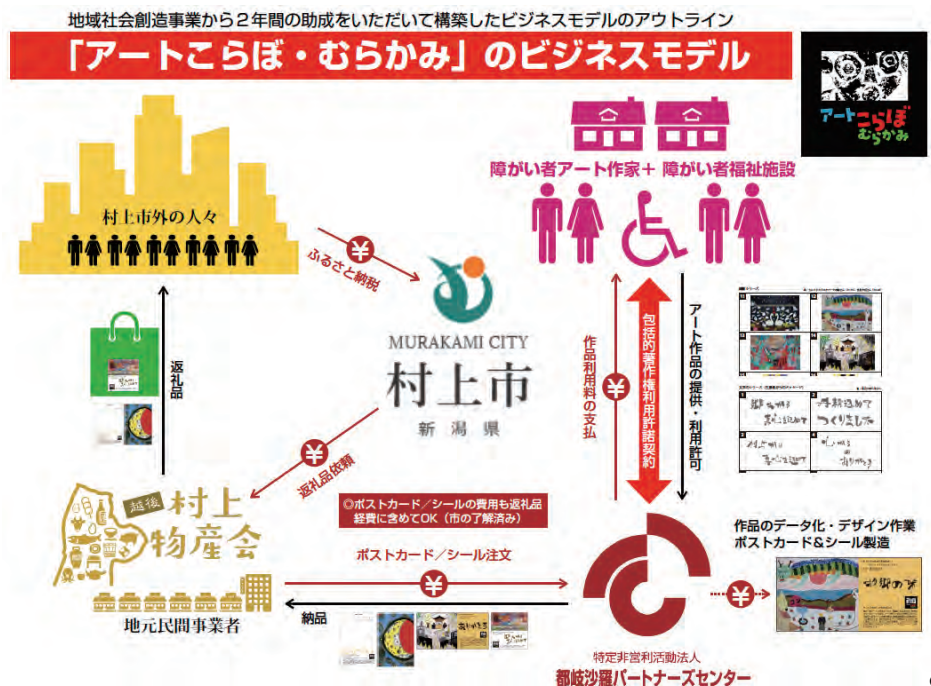 地域社会創造事業から２年間の助成をいただいて構築したビジネスモデルのアウトライン
「アートこらぼ・むらかみ」のビジネスモデル
アート
こらぼ
むらかみ
障がい者アート作家＋ 障がい者福祉施設
村上市外の人々
¥
ふるさと納税
MURAKAMI CITY
村上市
新潟県
返礼品
¥
返礼品依頼
作品利用料の支払
¥
包括的著作権利用許諾契約
アート作品の提供・利用許可
越後
村上
物産会
地元民間事業者
◎ポストカード／シールの費用も返礼品
経費に含めてOK（市の了解済み）
ポストカード／シール注文
¥
納品
ありがとう
作品のデータ化・デザイン作業
ポストカード&シール製造
¥
特定非営利活動法人
都岐沙羅パートナーズセンター